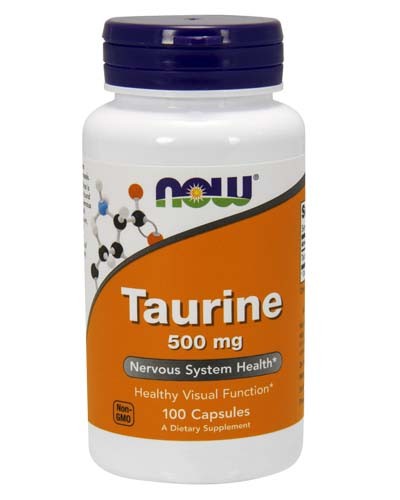 NOW®
Taurine
500 mg
Nervous System Health*
Healthy Visual Function*
100 Capsules
A Dietary Supplement
Non-
GMO